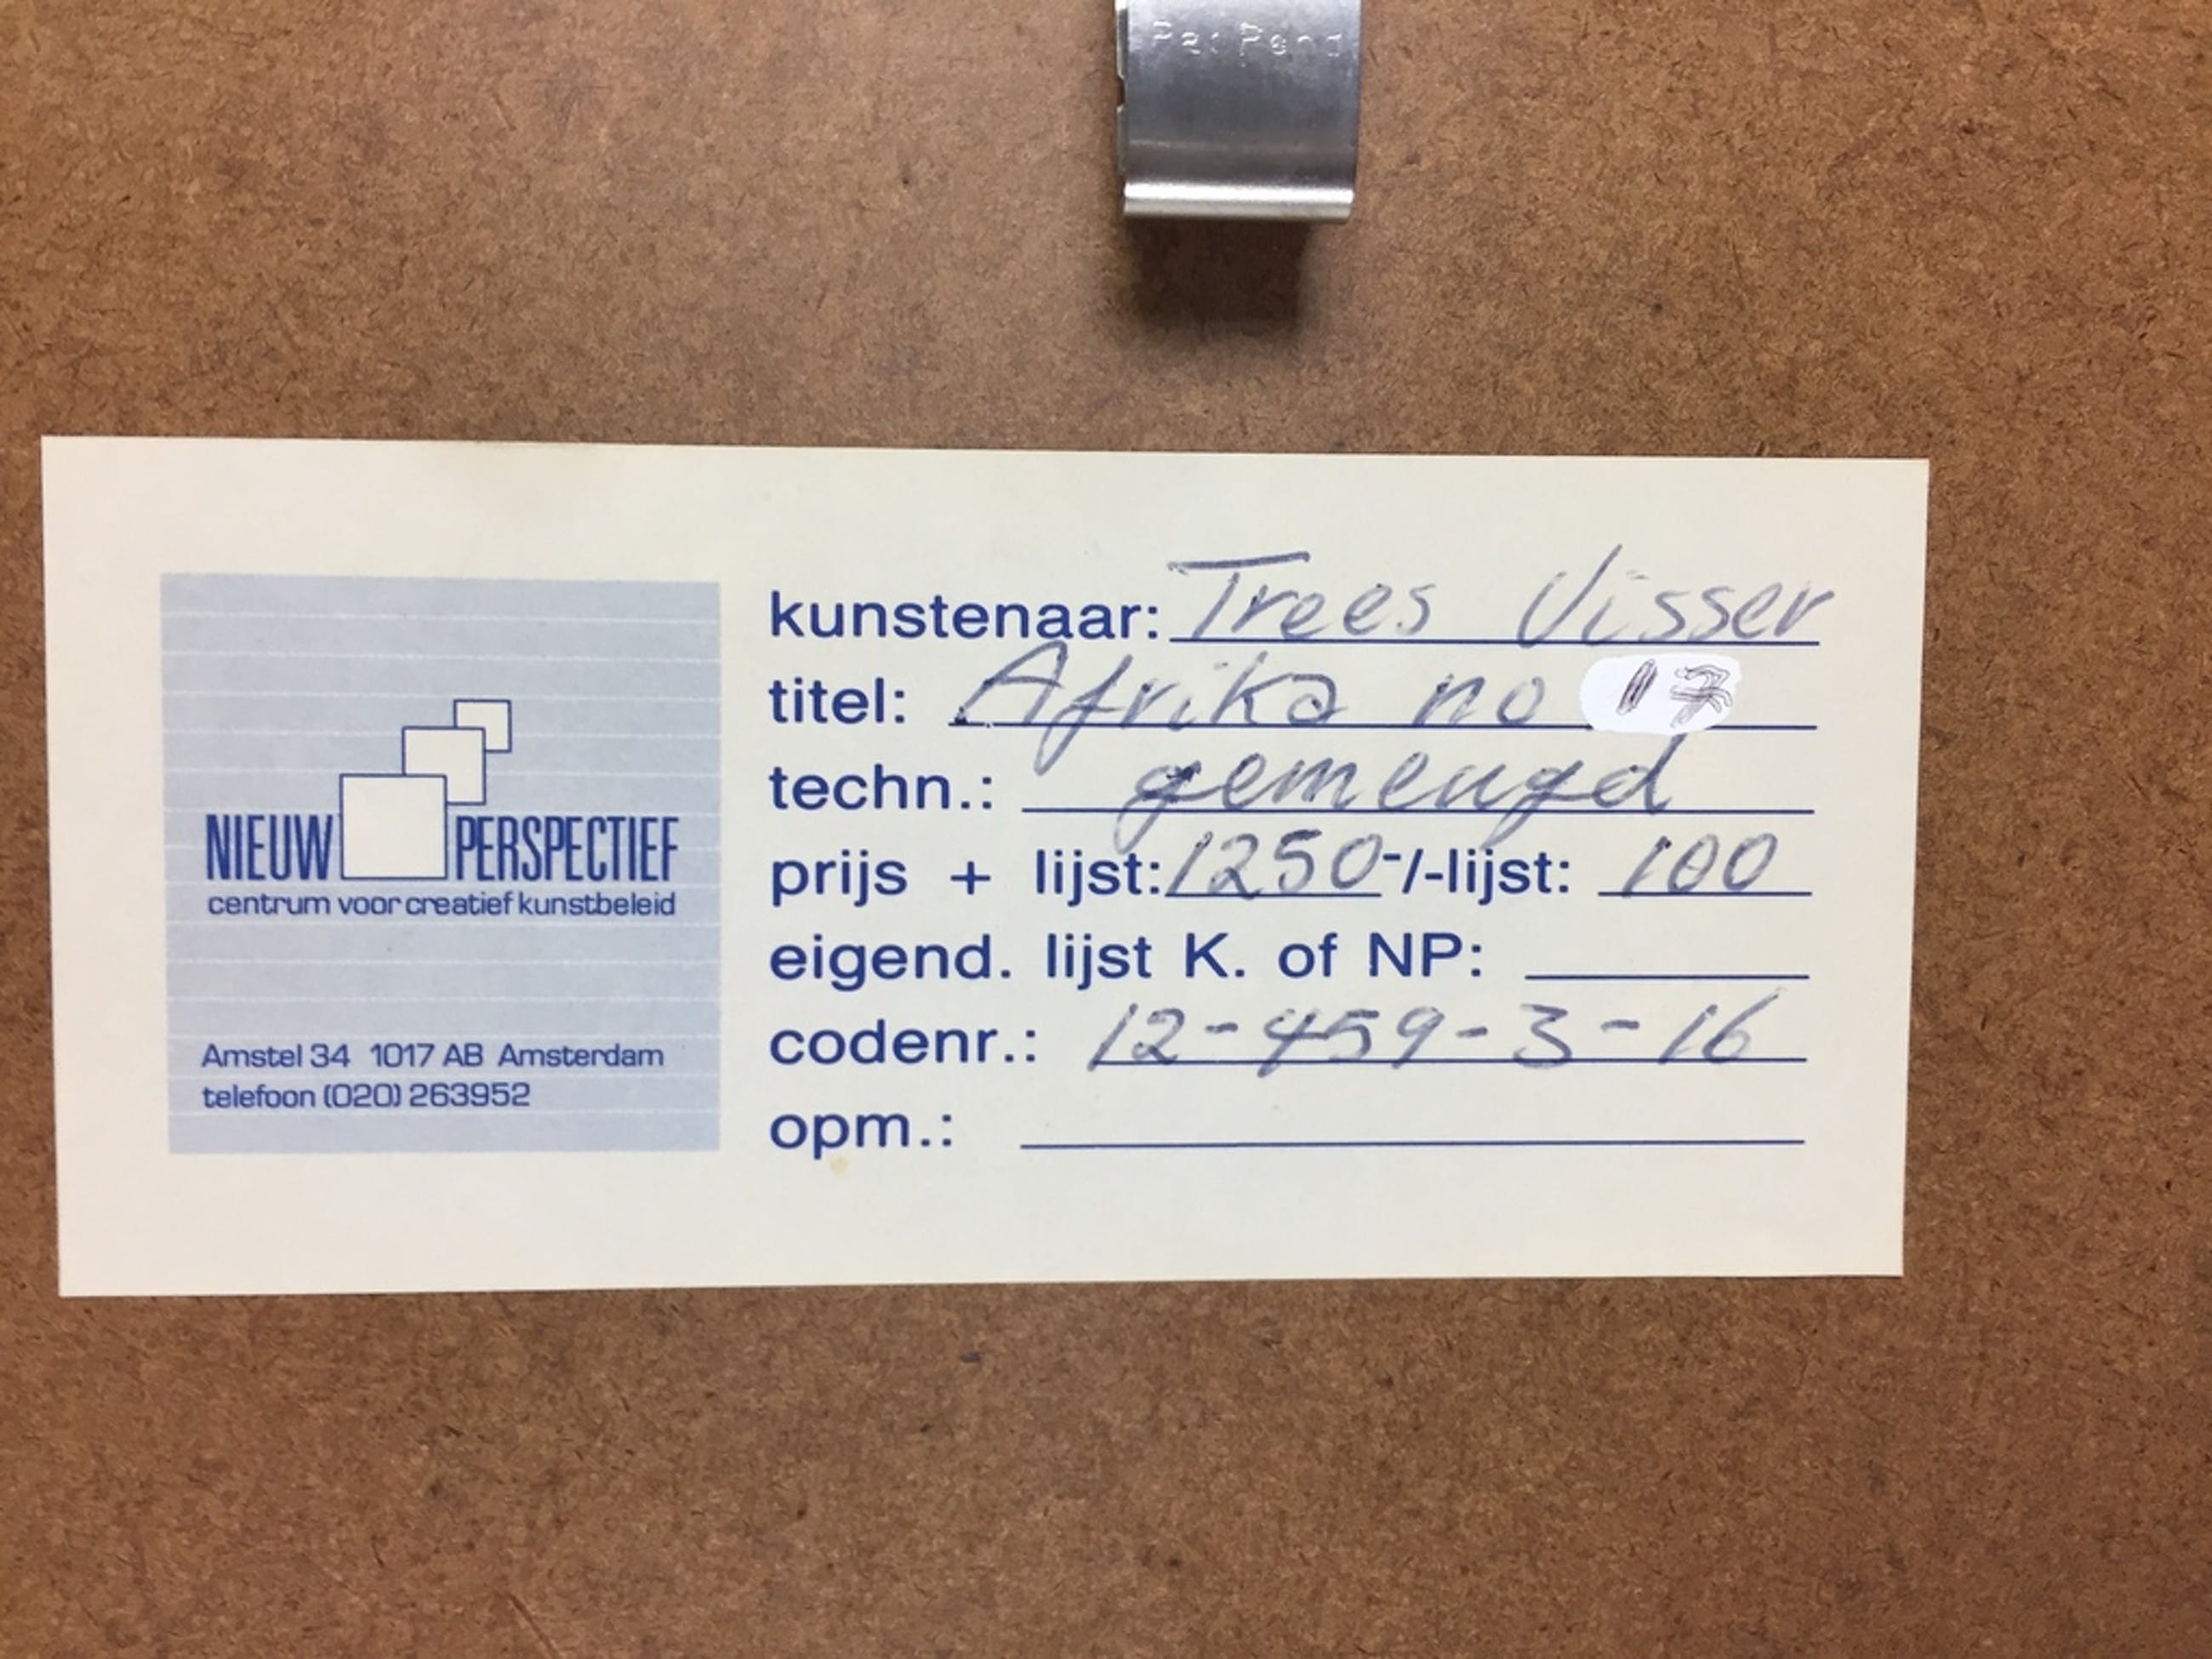 Pat Pend
kunstenaar: Trees Visser
titel: Afrika no 17
techn.: gemengd
prijs + lijst: 1250-/-lijst: 100
eigend. lijst K. of NP:
codenr.: 12-459-3-16
opm.:
NIEUW PERSPECTIEF
centrum voor creatief kunstbeleid
Amstel 34 1017 AB Amsterdam
telefoon (020) 263952